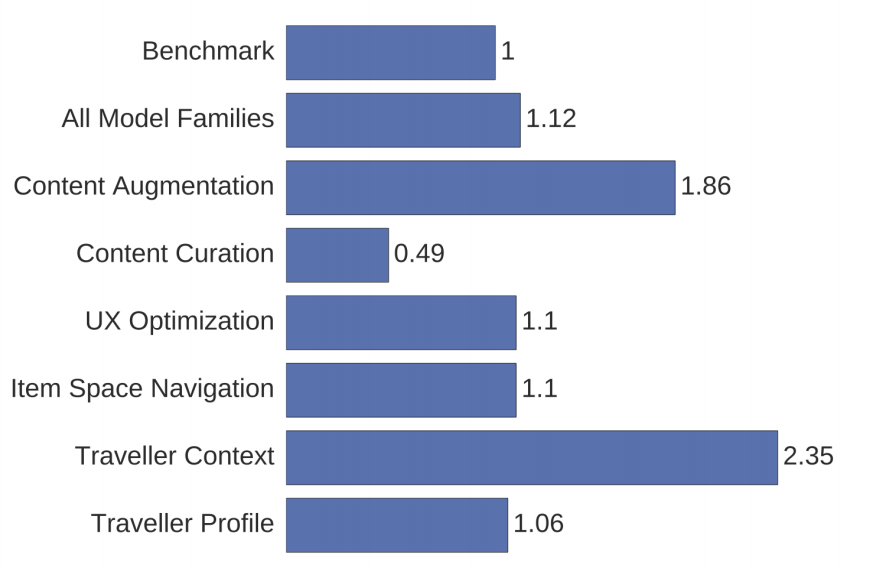 Benchmark 1
All Model Families 1.12
Content Augmentation 1.86
Content Curation 0.49
UX Optimization 1.1
Item Space Navigation 1.1
Traveller Context 2.35
Traveller Profile 1.06